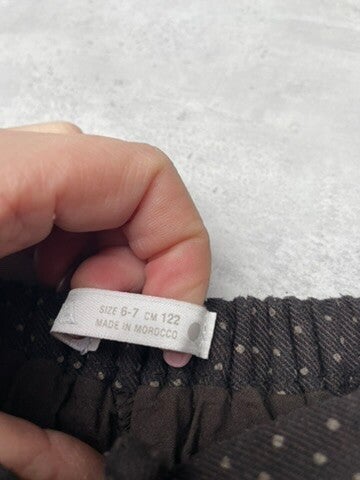 SIZE 6-7 CM 122
MADE IN MOROCCO